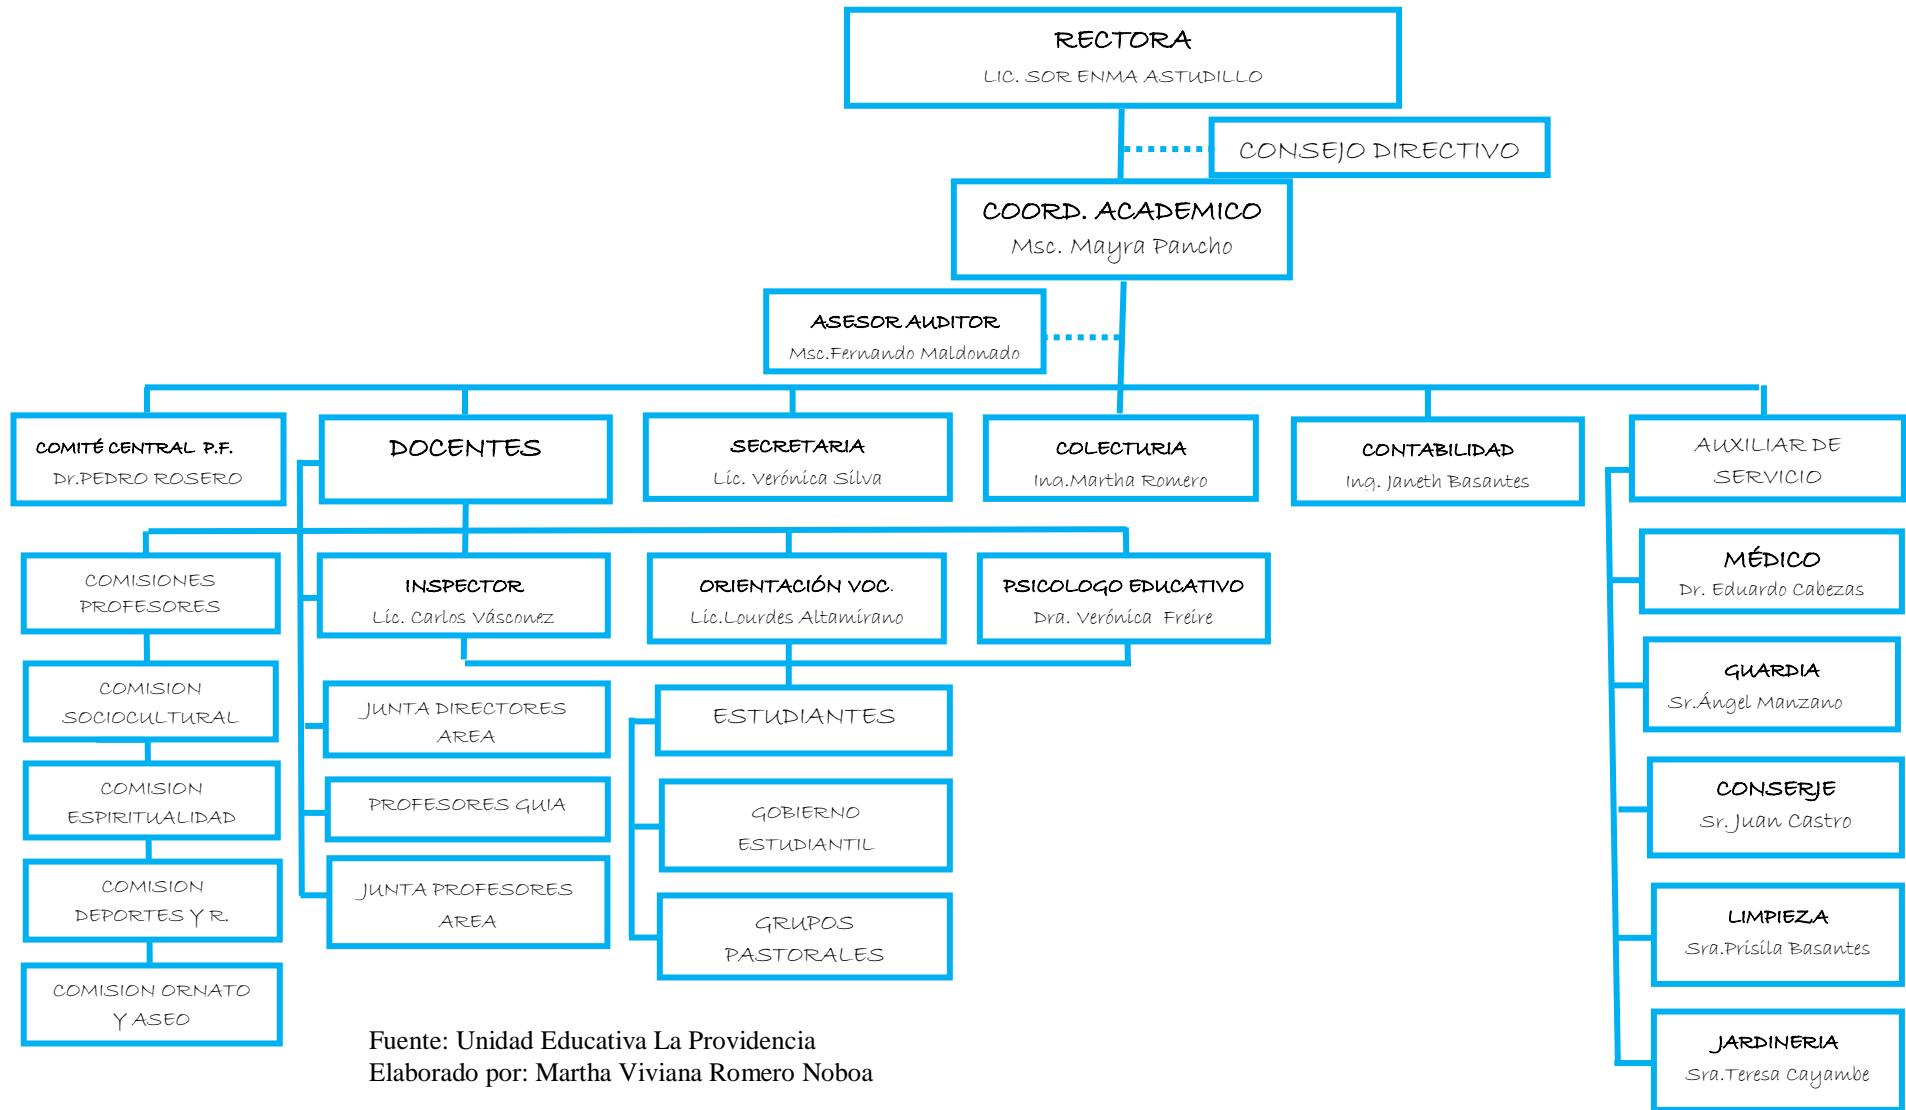 RECTORA
LIC. SOR ENMA ASTUDILLO
CONSEJO DIRECTIVO
COORD. ACADEMICO
Msc. Mayra Pancho
ASESOR AUDITOR
Msc.Fernando Maldonado
COMITÉ CENTRAL P.F.
Dr.PEDRO ROSERO
DOCENTES
SECRETARIA
Lic. Verónica Silva
COLECTURIA
Ing.Martha Romero
CONTABILIDAD
Ing. Janeth Basantes
AUXILIAR DE
SERVICIO
COMISIONES
PROFESORES
INSPECTOR
Lic. Carlos Vásconez
ORIENTACIÓN VOC.
Lic.Lourdes Altamirano
PSICOLOGO EDUCATIVO
Dra. Verónica Freire
MÉDICO
Dr. Eduardo Cabezas
COMISION
SOCIOCULTURAL
JUNTA DIRECTORES
AREA
ESTUDIANTES
GUARDIA
Sr.Ángel Manzano
COMISION
ESPIRITUALIDAD
PROFESORES GUIA
GOBIERNO
ESTUDIANTIL
CONSERJE
Sr. Juan Castro
COMISION
DEPORTES Y R.
JUNTA PROFESORES
AREA
GRUPOS
PASTORALES
LIMPIEZA
Sra.Prisila Basantes
COMISION ORNATO
Y ASEO
JARDINERIA
Sra.Teresa Cayambe
Fuente: Unidad Educativa La Providencia
Elaborado por: Martha Viviana Romero Noboa